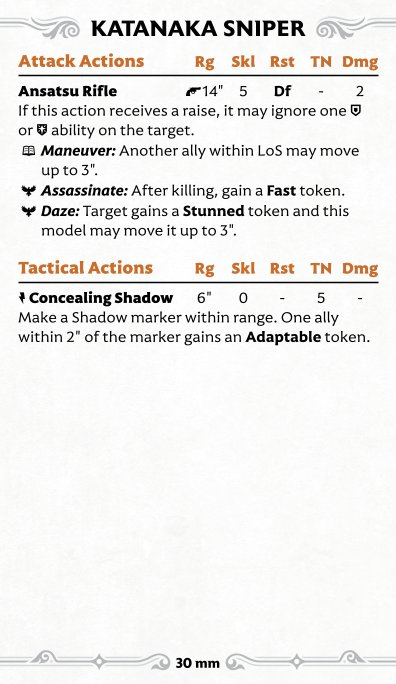 KATANAKA SNIPER
Attack Actions Rg Skl Rst TN Dmg
Ansatsu Rifle 14" 5 Df - 2
If this action receives a raise, it may ignore one
or ability on the target.
Maneuver: Another ally within LoS may move
up to 3".
Assassinate: After killing, gain a Fast token.
Daze: Target gains a Stunned token and this
model may move it up to 3".
Tactical Actions Rg Skl Rst TN Dmg
Concealing Shadow 6" 0 - 5 -
Make a Shadow marker within range. One ally
within 2" of the marker gains an Adaptable token.
30 mm